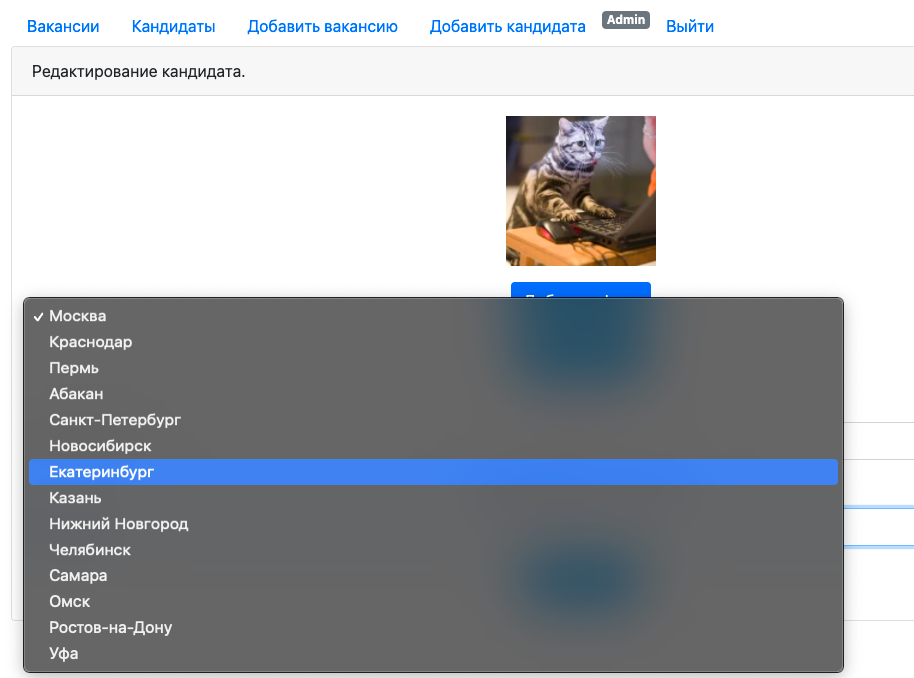 Вакансии Кандидаты Добавить вакансию Добавить кандидата Admin Выйти
Редактирование кандидата.
✓ Москва
Краснодар
Пермь
Абакан
Санкт-Петербург
Новосибирск
Екатеринбург
Казань
Нижний Новгород
Челябинск
Самара
Омск
Ростов-на-Дону
Уфа